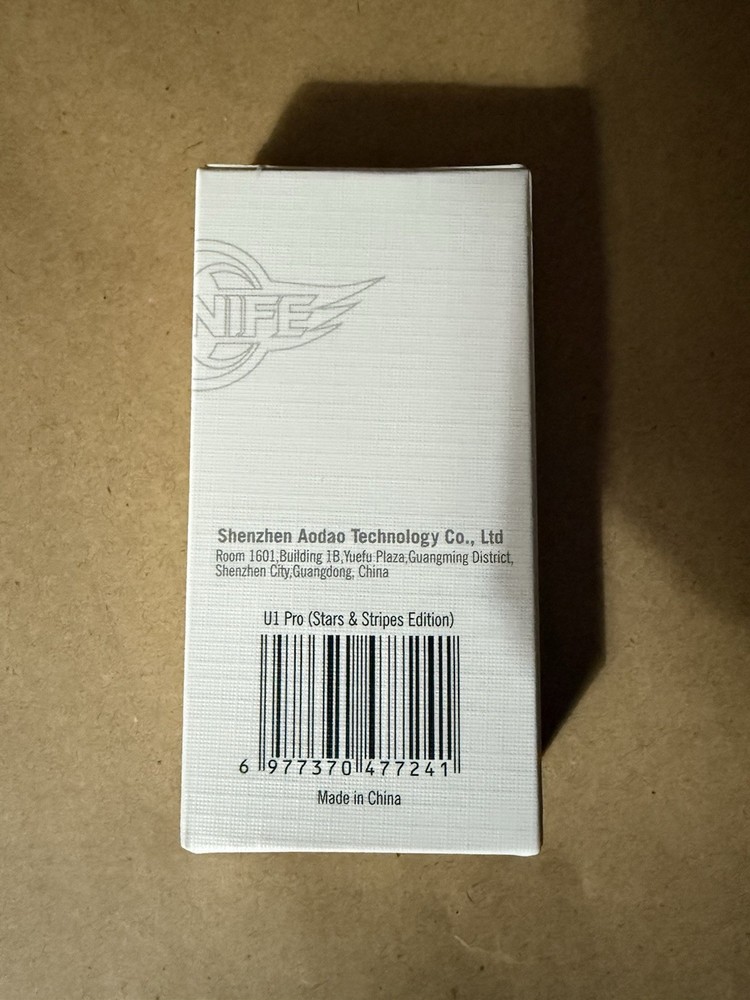 NIFE
Shenzhen Aodao Technology Co., Ltd
Room 1601,Building 1B,Yuefu Plaza,Guangming District,
Shenzhen City,Guangdong, China
U1 Pro (Stars & Stripes Edition)
6 977370 477241
Made in China